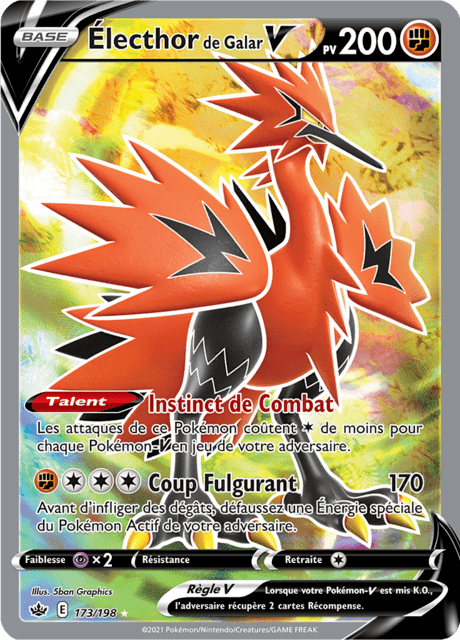 BASE Électhor de Galar V PV 200
Talent Instinct de Combat
Les attaques de ce Pokémon coûtent de moins pour
chaque Pokémon-V en jeu de votre adversaire.
Coup Fulgurant 170
Avant d'infliger des dégâts, défaussez une Énergie spéciale
du Pokémon Actif de votre adversaire.
Faiblesse ×2 Résistance Retraite
Illus. 5ban Graphics
Règle V Lorsque votre Pokémon-V est mis K.O.,
l'adversaire récupère 2 cartes Récompense.
E 173/198
©2021 Pokémon/Nintendo/Creatures/GAME FREAK